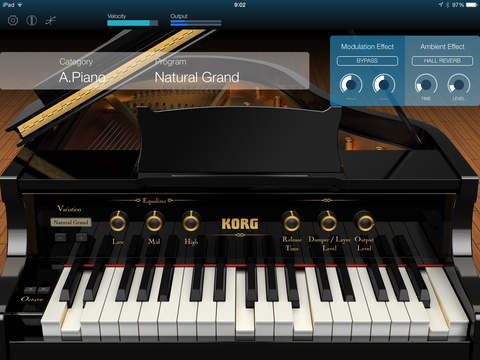 iPad
9:02
87%
Velocity
Output
Category
Program
A.Piano
Natural Grand
Modulation Effect
Ambient Effect
BYPASS
HALL REVERB
TIME
LEVEL
Equalizer
Variation
Natural Grand
KORG
Low
Mid
High
Release Time
Damper / Layer Level
Output Level
Octave